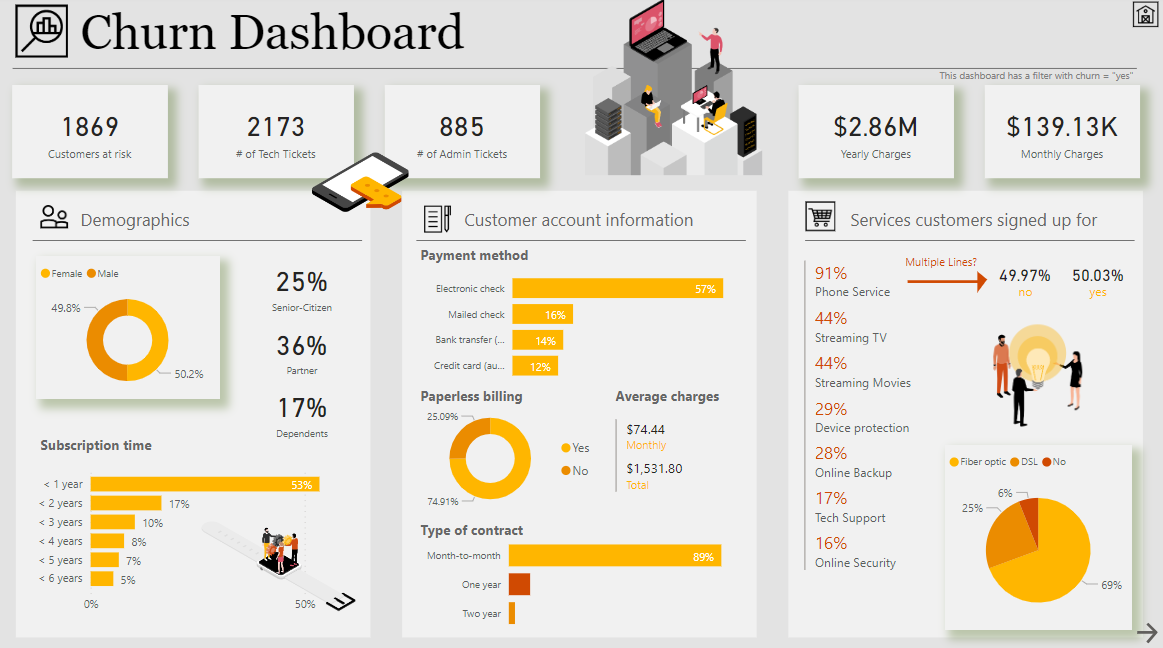 Churn Dashboard
This dashboard has a filter with churn = "yes"
1869
Customers at risk
2173
# of Tech Tickets
885
# of Admin Tickets
$2.86M
Yearly Charges
$139.13K
Monthly Charges
Demographics
Female Male
49.8%
50.2%
25%
Senior-Citizen
36%
Partner
17%
Dependents
Subscription time
< 1 year 53%
< 2 years 17%
< 3 years 10%
< 4 years 8%
< 5 years 7%
< 6 years 5%
0% 50%
Customer account information
Payment method
Electronic check 57%
Mailed check 16%
Bank transfer (... 14%
Credit card (au... 12%
Paperless billing
25.09%
74.91%
Yes
No
Average charges
$74.44
Monthly
$1,531.80
Total
Type of contract
Month-to-month 89%
One year
Two year
Services customers signed up for
91%
Phone Service
Multiple Lines?
49.97%
no
50.03%
yes
44%
Streaming TV
44%
Streaming Movies
29%
Device protection
28%
Online Backup
17%
Tech Support
16%
Online Security
Fiber optic DSL No
6%
25%
69%